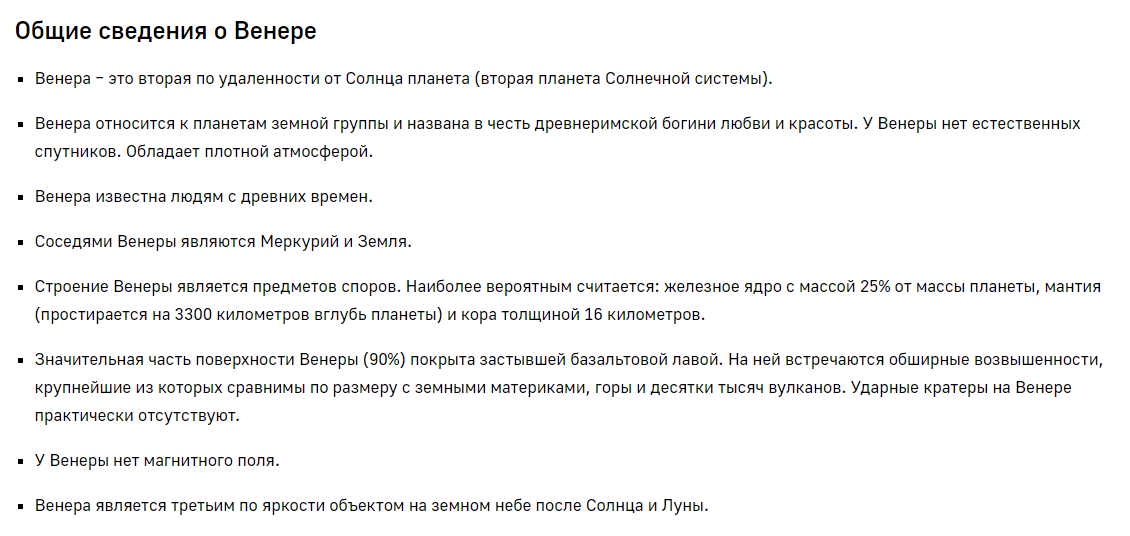 Общие сведения о Венере
▪ Венера – это вторая по удаленности от Солнца планета (вторая планета Солнечной системы).
▪ Венера относится к планетам земной группы и названа в честь древнеримской богини любви и красоты. У Венеры нет естественных
спутников. Обладает плотной атмосферой.
▪ Венера известна людям с древних времен.
▪ Соседями Венеры являются Меркурий и Земля.
▪ Строение Венеры является предметов споров. Наиболее вероятным считается: железное ядро с массой 25% от массы планеты, мантия
(простирается на 3300 километров вглубь планеты) и кора толщиной 16 километров.
▪ Значительная часть поверхности Венеры (90%) покрыта застывшей базальтовой лавой. На ней встречаются обширные возвышенности,
крупнейшие из которых сравнимы по размеру с земными материками, горы и десятки тысяч вулканов. Ударные кратеры на Венере
практически отсутствуют.
▪ У Венеры нет магнитного поля.
▪ Венера является третьим по яркости объектом на земном небе после Солнца и Луны.